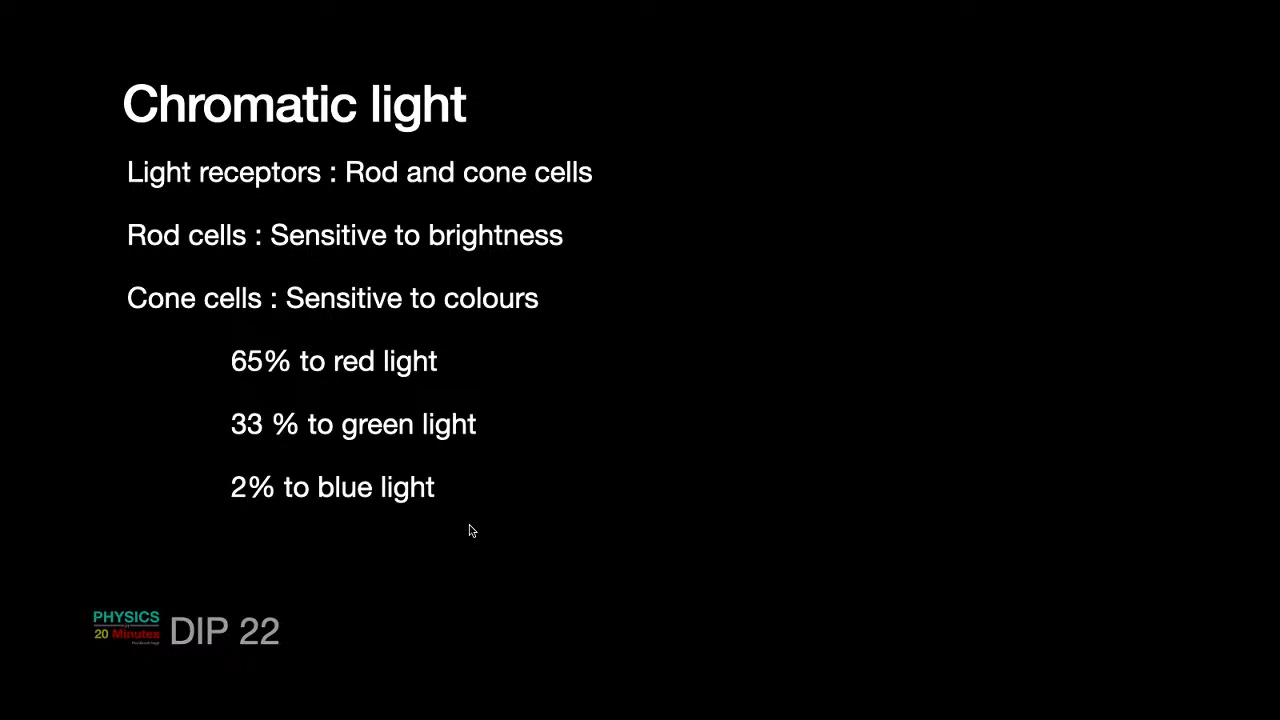 Chromatic light
Light receptors : Rod and cone cells
Rod cells : Sensitive to brightness
Cone cells : Sensitive to colours
65% to red light
33 % to green light
2% to blue light
PHYSICS
20 Minutes
DIP 22